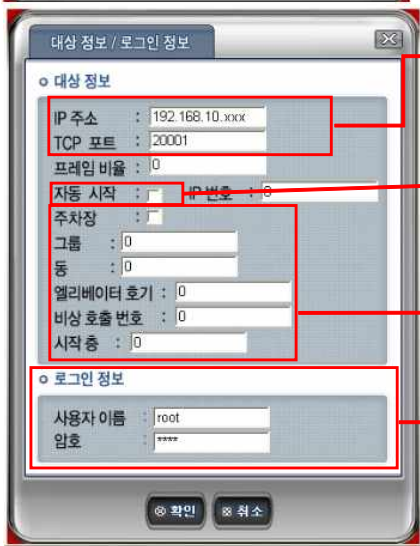 대상 정보 / 로그인 정보
대상 정보
IP 주소 : 192.168.10.xxx
TCP 포트 : 20001
프레임 비율 : 0
자동 시작 : IP 번호 : 0
주차장 :
그룹 : 0
동 : 0
엘리베이터 호기 : 0
비상 호출 번호 : 0
시작 층 : 0
로그인 정보
사용자 이름 : root
암호 : ****
확인 취소